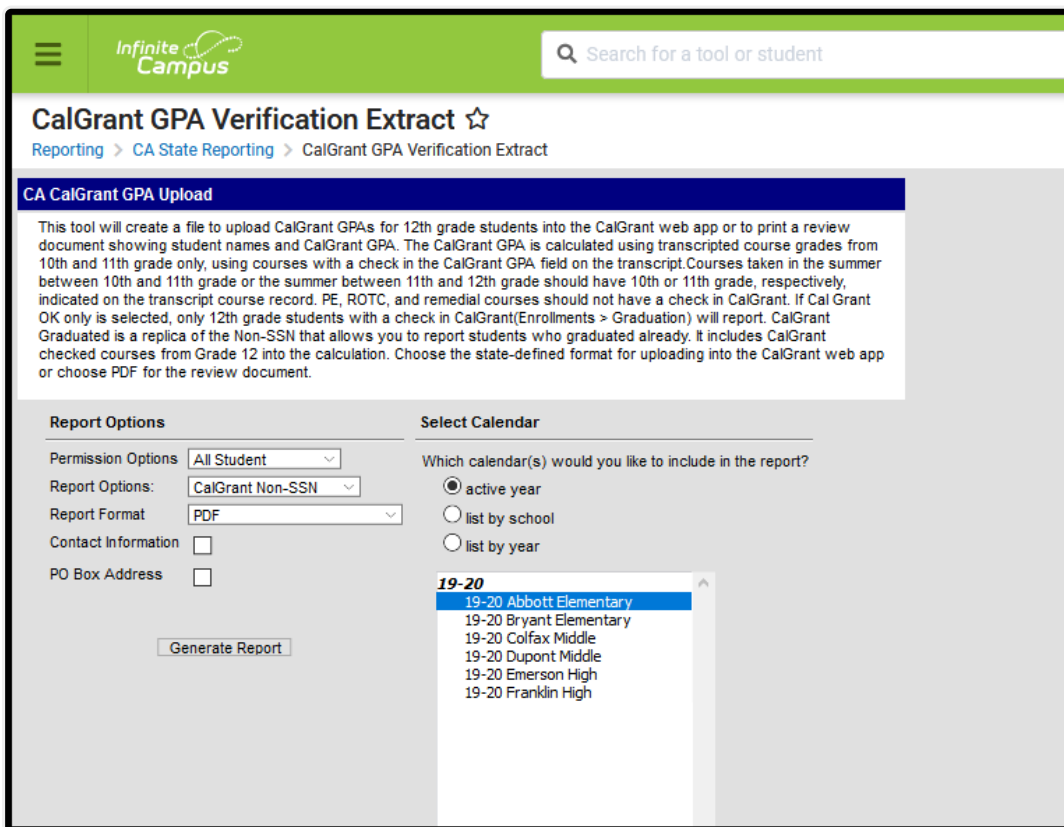 Infinite
Campus
Search for a tool or student
CalGrant GPA Verification Extract
Reporting > CA State Reporting > CalGrant GPA Verification Extract
CA CalGrant GPA Upload
This tool will create a file to upload CalGrant GPAs for 12th grade students into the CalGrant web app or to print a review
document showing student names and CalGrant GPA. The CalGrant GPA is calculated using transcripted course grades from
10th and 11th grade only, using courses with a check in the CalGrant GPA field on the transcript.Courses taken in the summer
between 10th and 11th grade or the summer between 11th and 12th grade should have 10th or 11th grade, respectively,
indicated on the transcript course record. PE, ROTC, and remedial courses should not have a check in CalGrant. If Cal Grant
OK only is selected, only 12th grade students with a check in CalGrant(Enrollments > Graduation) will report. CalGrant
Graduated is a replica of the Non-SSN that allows you to report students who graduated already. It includes CalGrant
checked courses from Grade 12 into the calculation. Choose the state-defined format for uploading into the CalGrant web app
or choose PDF for the review document.
Report Options
Permission Options All Student
Report Options: CalGrant Non-SSN
Report Format PDF
Contact Information
PO Box Address
Generate Report
Select Calendar
Which calendar(s) would you like to include in the report?
active year
list by school
list by year
19-20
19-20 Abbott Elementary
19-20 Bryant Elementary
19-20 Colfax Middle
19-20 Dupont Middle
19-20 Emerson High
19-20 Franklin High